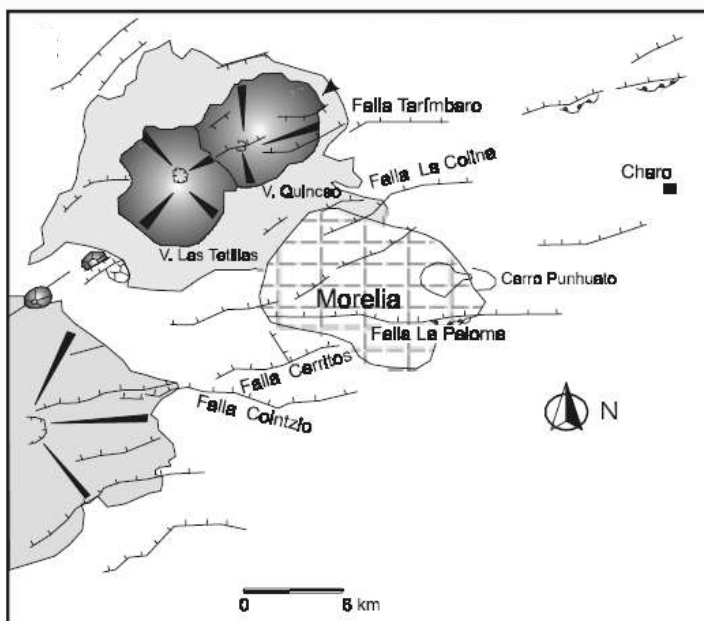 Falla Tarímbaro
Falla La Colina
Charo
V. Quinceo
V. Las Tetillas
Cerro Punhuato
Morelia
Falla La Paloma
Falla Cerritos
Falla Cointzio
N
0 5 km